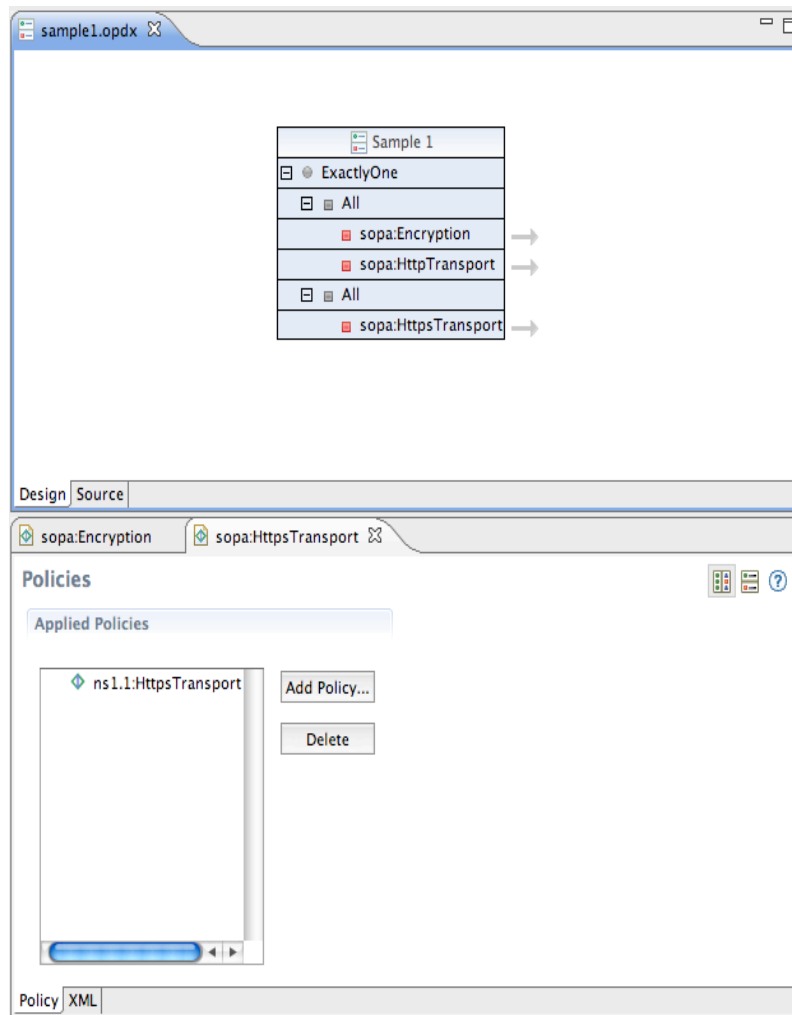 sample1.opdx
Sample 1
ExactlyOne
All
sopa:Encryption
sopa:HttpTransport
All
sopa:HttpsTransport
Design Source
sopa:Encryption sopa:HttpsTransport
Policies
Applied Policies
ns1.1:HttpsTransport
Add Policy...
Delete
Policy XML